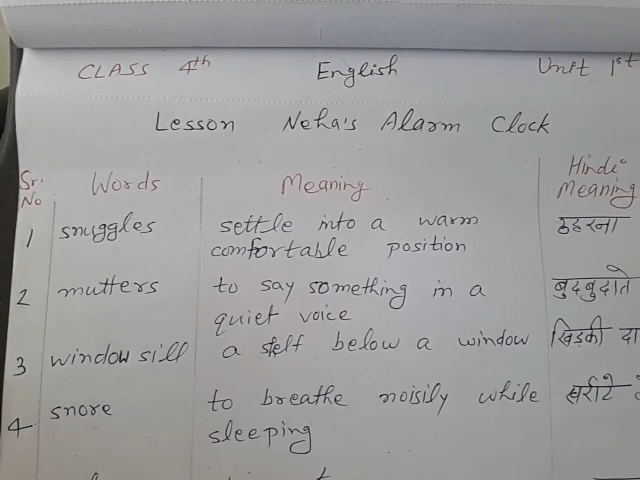 CLASS 4th English Unit 1st
Lesson Neha's Alarm Clock
Sr. No Words Meaning Hindi Meaning
1 snuggles settle into a warm comfortable position ठहरना
2 mutters to say something in a quiet voice बुदबुदाते
3 window sill a self below a window खिड़की दा
4 snore to breathe noisily while sleeping खर्राटे